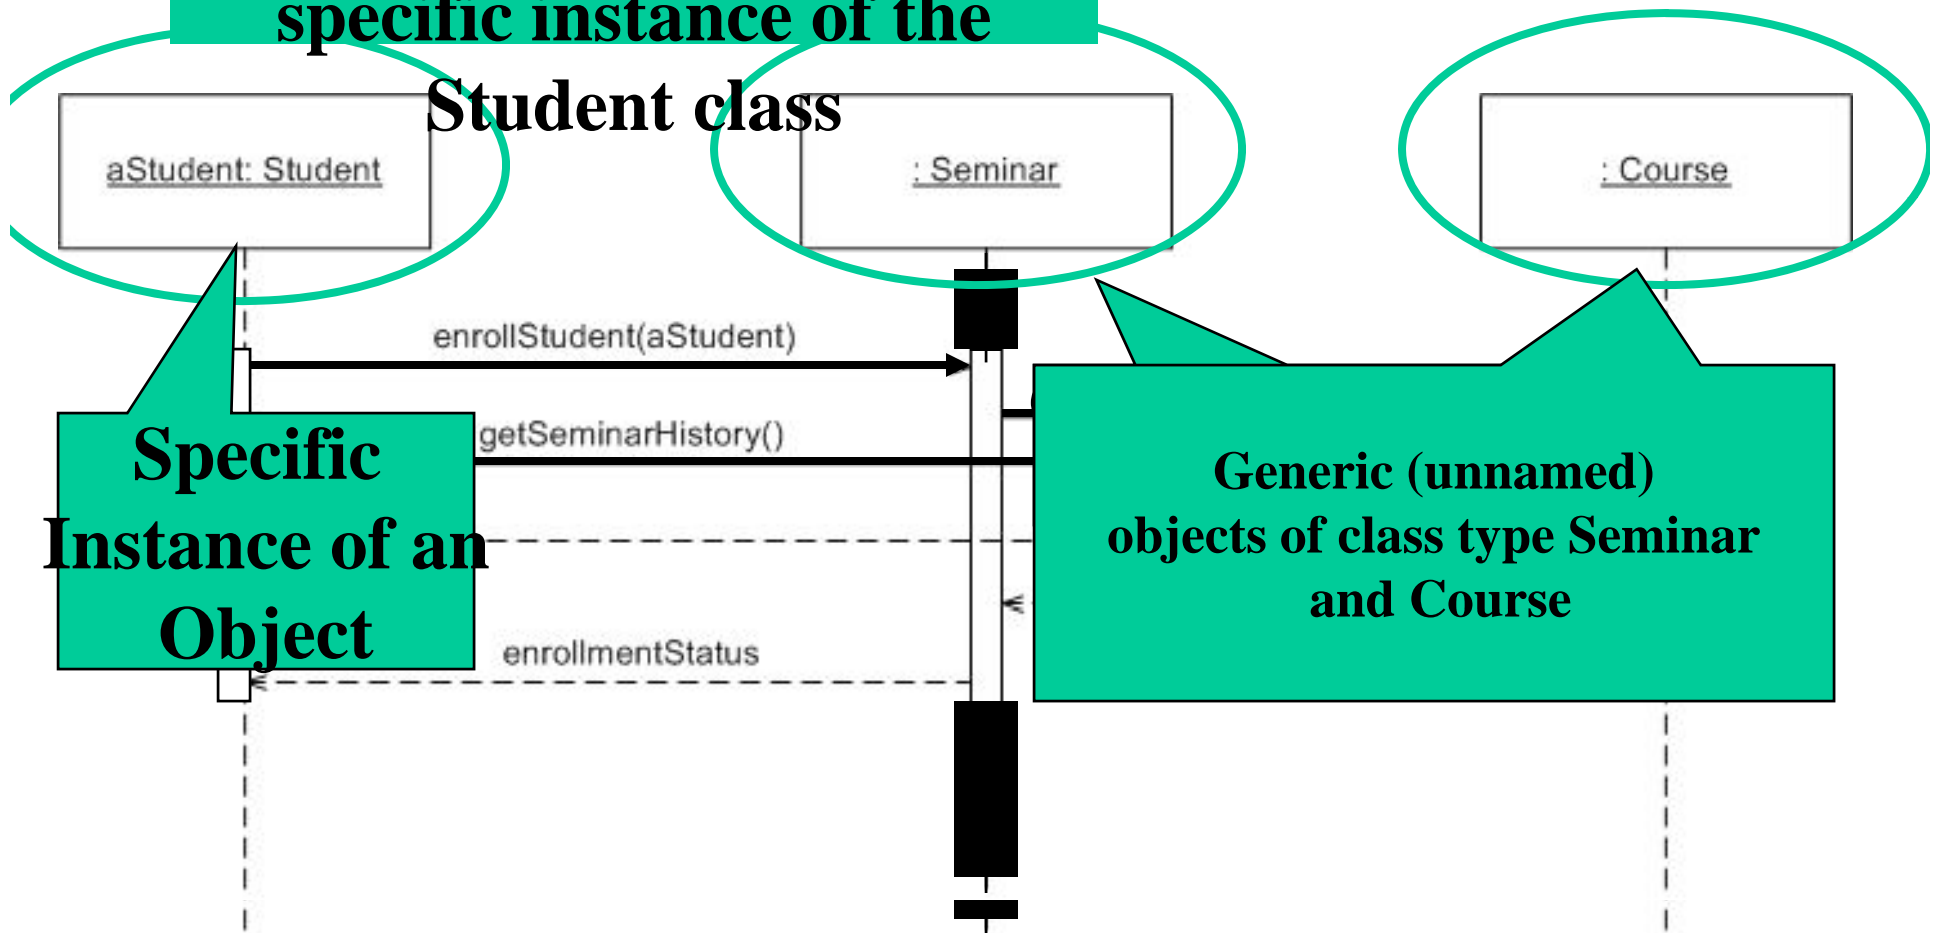 specific instance of the
Student class
aStudent: Student
: Seminar
: Course
enrollStudent(aStudent)
getSeminarHistory()
Specific
Instance of an
Object
Generic (unnamed)
objects of class type Seminar
and Course
enrollmentStatus